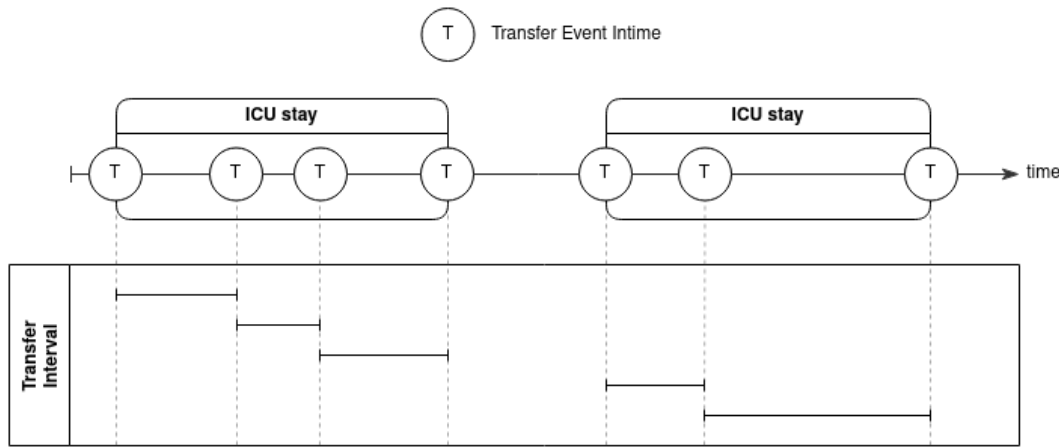 T
Transfer Event Intime
ICU stay
ICU stay
T
T
T
T
T
T
T
time
Transfer
Interval